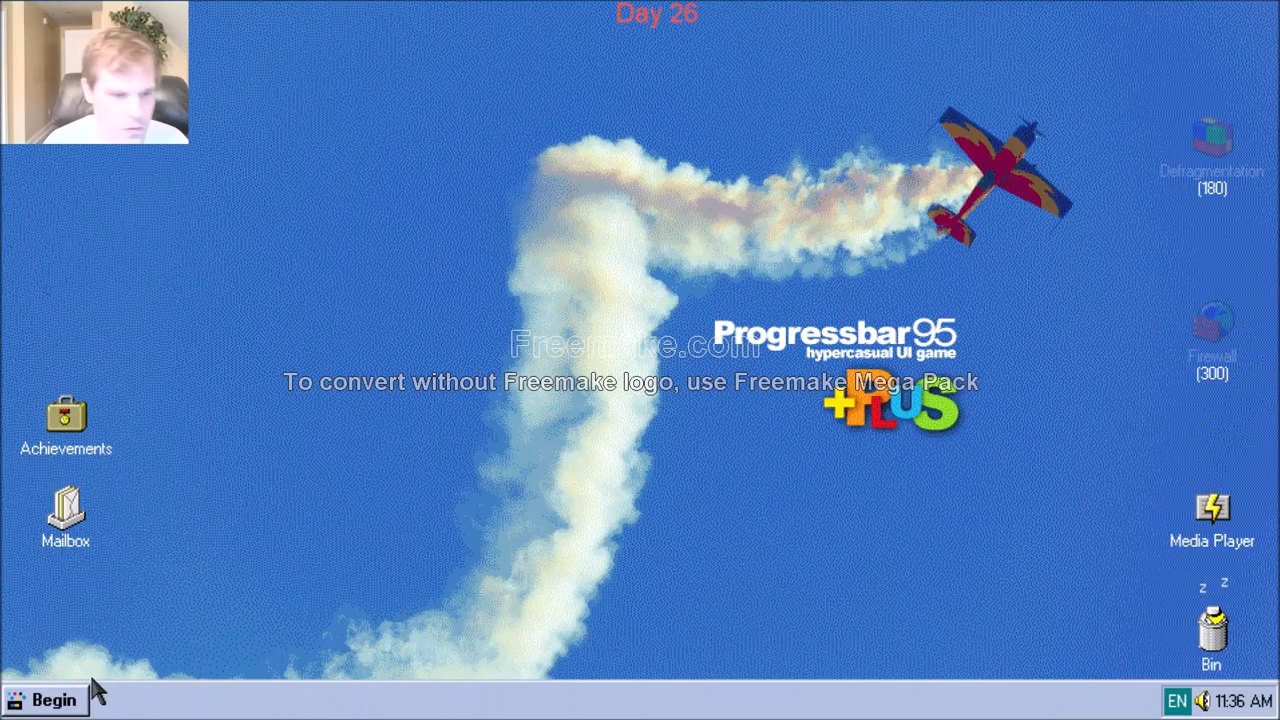 Day 26
Defragmentation
(180)
Progressbar95
hypercasual UI game
+PLUS
Freemake.com
To convert without Freemake logo, use Freemake Mega Pack
Firewall
(300)
Achievements
Mailbox
Media Player
z z
Bin
Begin
EN 11:36 AM